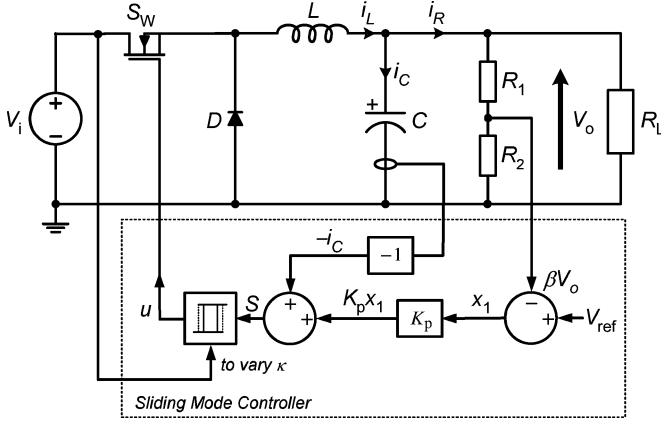 S_W L i_L i_R
i_C
V_i + − D + C R_1 R_2 V_o R_L
−i_C −1
βV_o
u S + + K_p x_1 K_p x_1 − + V_ref
to vary κ
Sliding Mode Controller